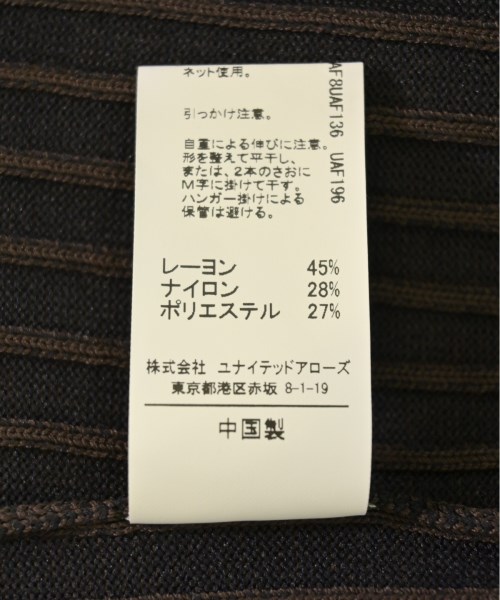 ネット使用。
引っかけ注意。
自重による伸びに注意。
形を整えて平干し、
または、2本のさおに
M字に掛けて干す。
ハンガー掛けによる
保管は避ける。
レーヨン 45%
ナイロン 28%
ポリエステル 27%
株式会社 ユナイテッドアローズ
東京都港区赤坂 8-1-19
中国製
AF8UAF136 UAF196